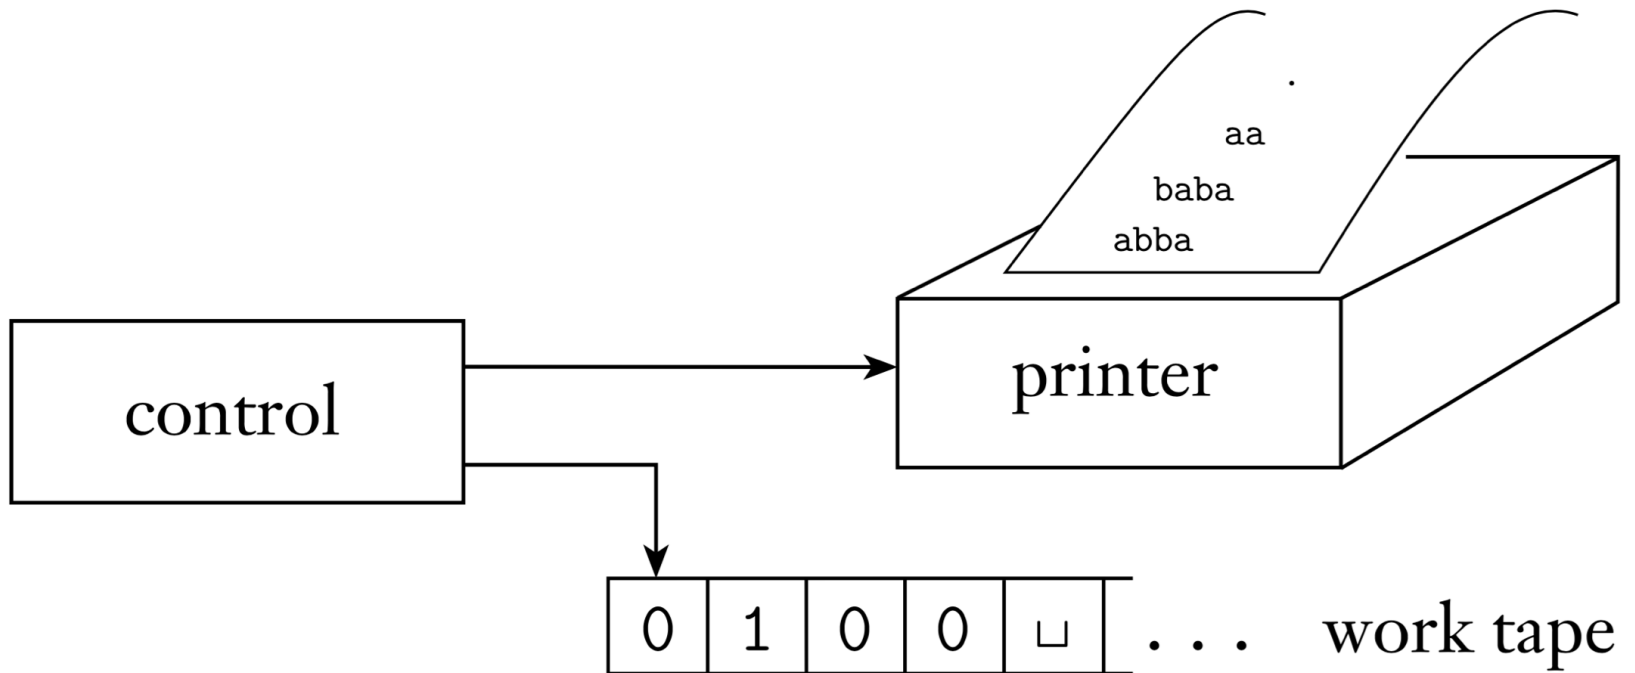 aa
baba
abba
printer
control
0 1 0 0 ␣ . . . work tape